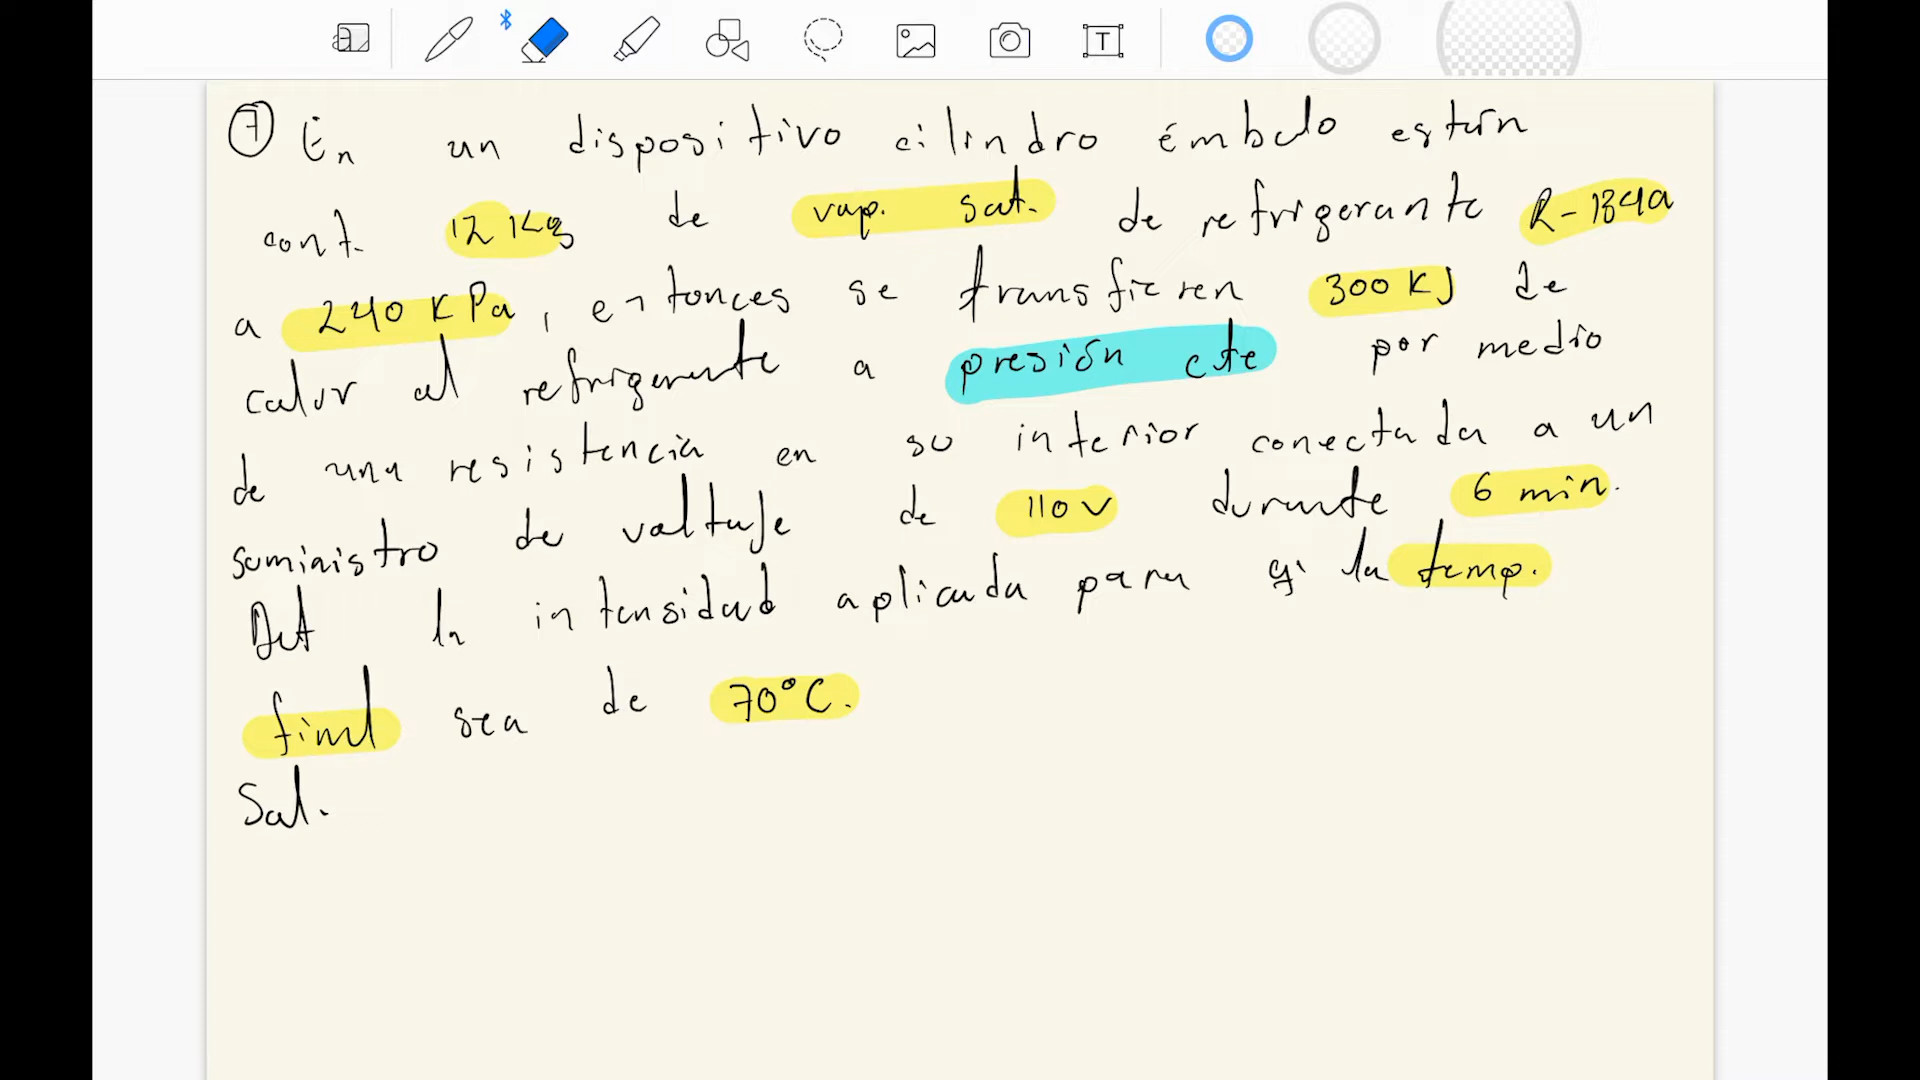 ⑦ En un dispositivo cilindro émbolo están
cont. 12 Kg de vap. sat. de refrigerante R-134a
a 240 KPa, entonces se transfieren 300 KJ de
calor al refrigerante a presión cte por medio
de una resistencia en su interior conectada a un
suministro de voltaje de 110 V durante 6 min.
Det la intensidad aplicada para q' la temp.
final sea de 70°C.
Sol.